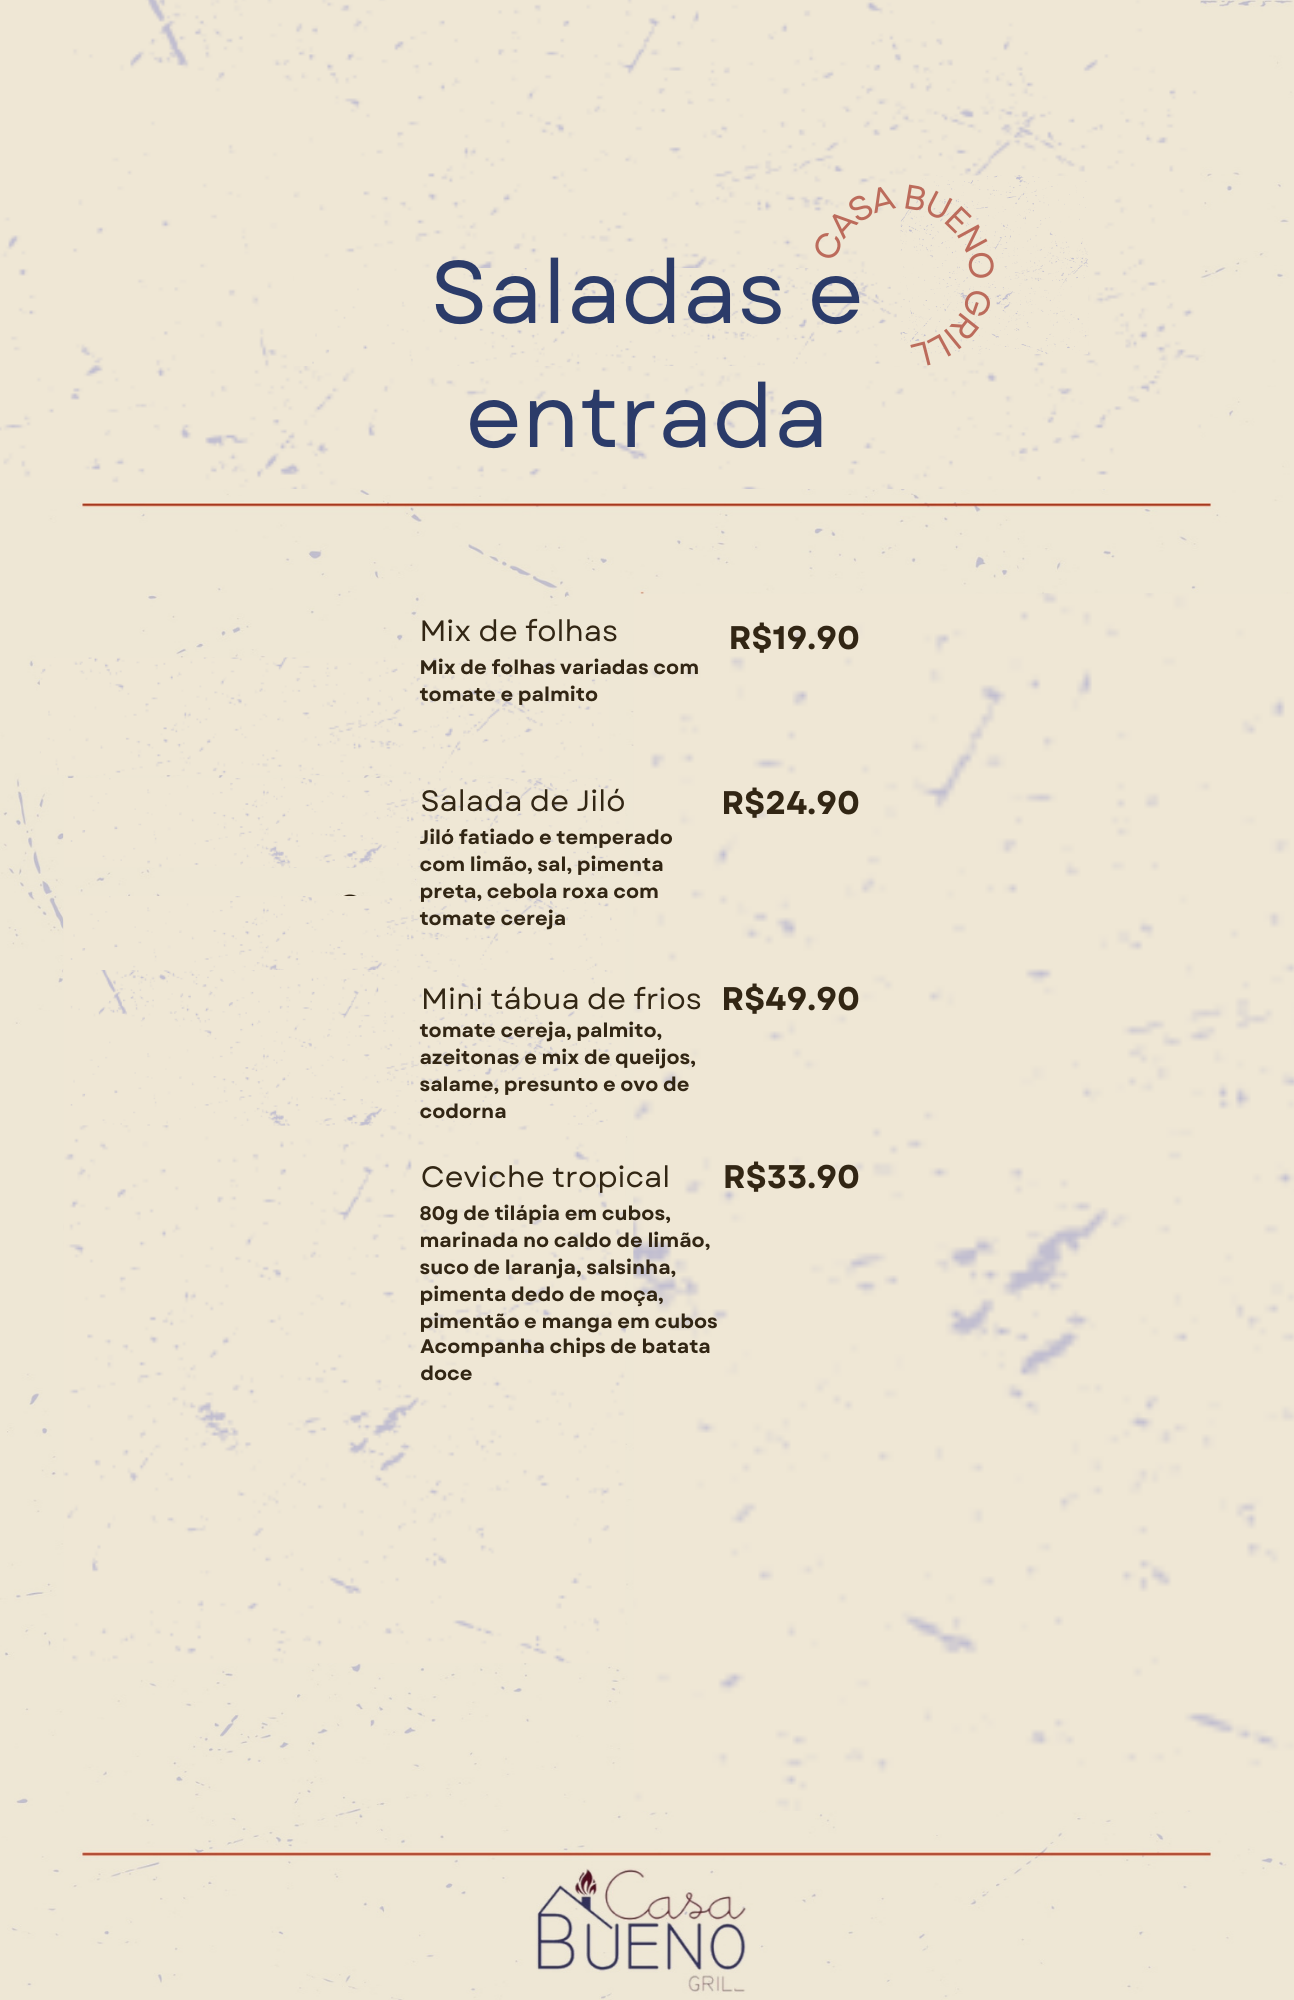 CASA BUENO GRILL
Saladas e
entrada
Mix de folhas R$19.90
Mix de folhas variadas com
tomate e palmito
Salada de Jiló R$24.90
Jiló fatiado e temperado
com limão, sal, pimenta
preta, cebola roxa com
tomate cereja
Mini tábua de frios R$49.90
tomate cereja, palmito,
azeitonas e mix de queijos,
salame, presunto e ovo de
codorna
Ceviche tropical R$33.90
80g de tilápia em cubos,
marinada no caldo de limão,
suco de laranja, salsinha,
pimenta dedo de moça,
pimentão e manga em cubos
Acompanha chips de batata
doce
Casa
BUENO
GRILL